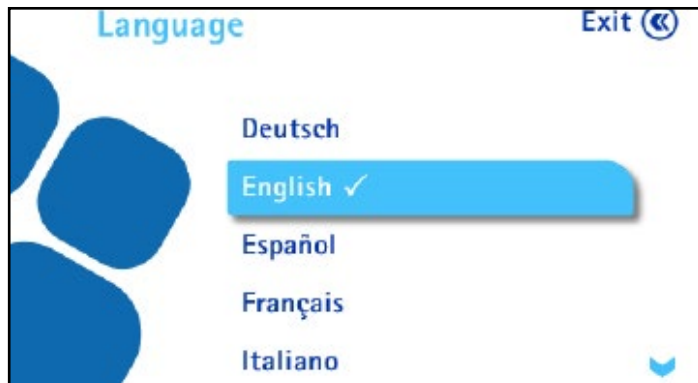 Language
Exit
Deutsch
English ✓
Español
Français
Italiano